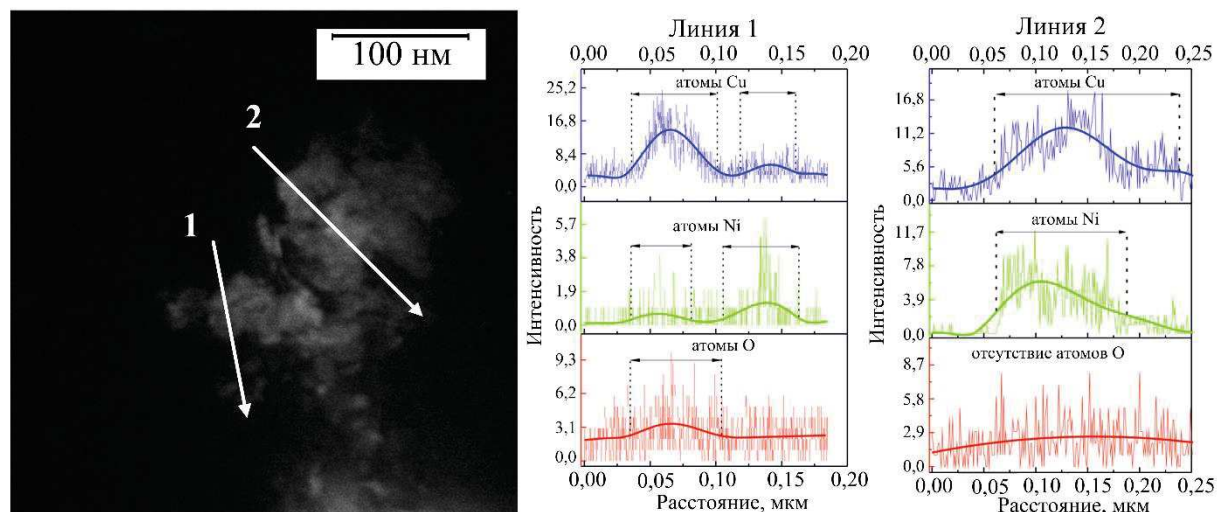 100 нм
2
1
Линия 1
0,00 0,05 0,10 0,15 0,20
атомы Cu
25,2
16,8
8,4
0,0
атомы Ni
5,7
3,8
1,9
0,0
атомы O
9,3
6,2
3,1
0,0
0,00 0,05 0,10 0,15 0,20
Расстояние, мкм
Интенсивность
Линия 2
0,00 0,05 0,10 0,15 0,20 0,25
атомы Cu
16,8
11,2
5,6
0,0
атомы Ni
11,7
7,8
3,9
0,0
отсутствие атомов O
8,7
5,8
2,9
0,0
0,00 0,05 0,10 0,15 0,20 0,25
Расстояние, мкм
Интенсивность